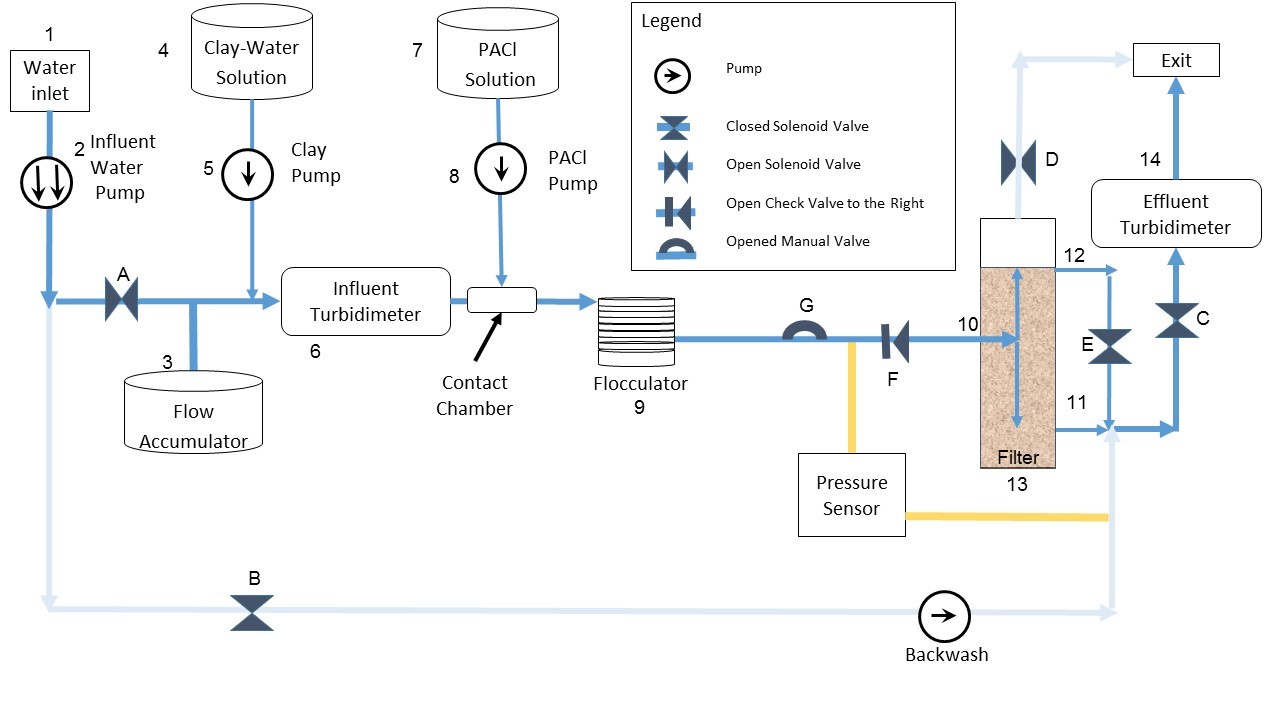 1
Water
inlet
2
Influent
Water
Pump
4
Clay-Water
Solution
5
Clay
Pump
7
PACl
Solution
8
PACl
Pump
Legend
Pump
Closed Solenoid Valve
Open Solenoid Valve
Open Check Valve to the Right
Opened Manual Valve
Exit
D
14
Effluent
Turbidimeter
12
A
Influent
Turbidimeter
6
3
Flow
Accumulator
Contact
Chamber
Flocculator
9
G
F
10
E
C
11
Filter
13
Pressure
Sensor
B
Backwash